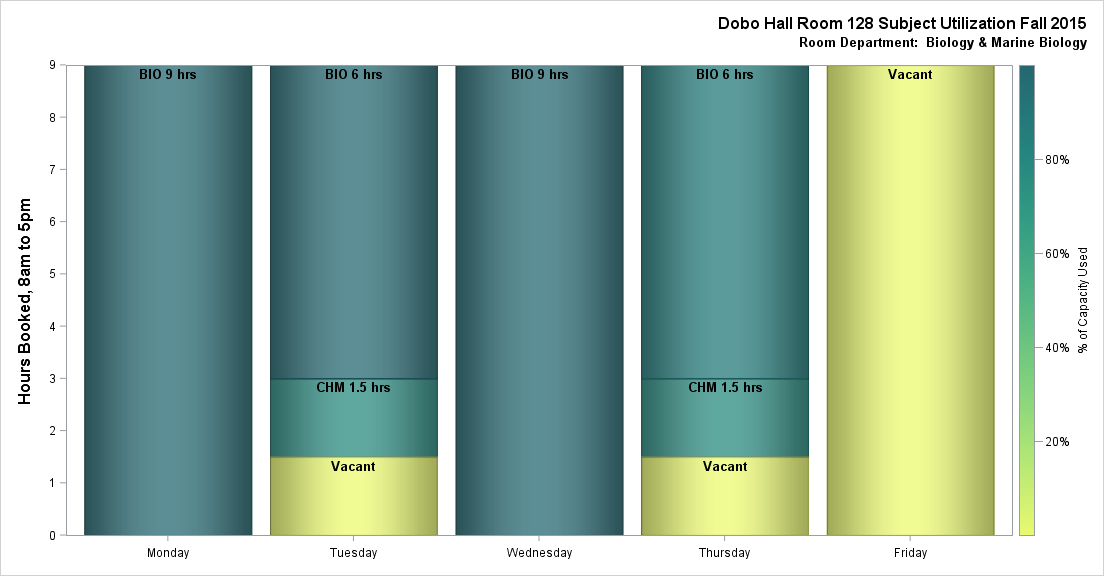 Dobo Hall Room 128 Subject Utilization Fall 2015
Room Department:  Biology & Marine Biology
Hours Booked, 8am to 5pm
9
8
7
6
5
4
3
2
1
0
BIO 9 hrs
BIO 6 hrs
CHM 1.5 hrs
Vacant
BIO 9 hrs
BIO 6 hrs
CHM 1.5 hrs
Vacant
Vacant
Monday
Tuesday
Wednesday
Thursday
Friday
80%
60%
40%
20%
% of Capacity Used